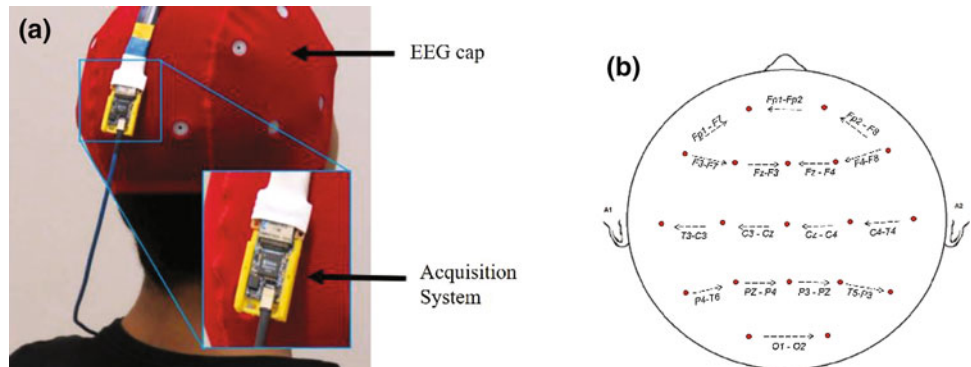 (a)
EEG cap
Acquisition
System
(b)
Fp1-Fp2
Fp1-F7
Fp2 - F8
F3-F7
Fz-F3
Fz - F4
F4-F8
A1
A2
T3-C3
C3 - Cz
Cz - C4
C4-T4
P4-T6
PZ - P4
P3 - PZ
T5-P3
O1 - O2